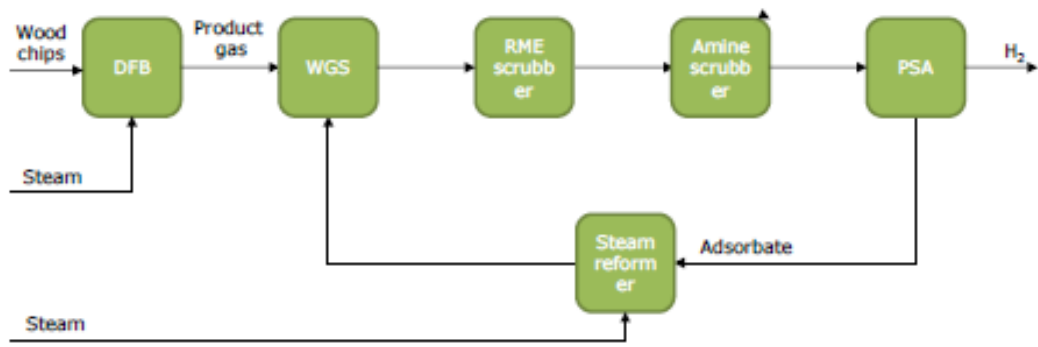 Wood
chips
DFB
Product
gas
WGS
RME
scrubb
er
Amine
scrubb
er
PSA
H₂
Steam
Steam
reform
er
Adsorbate
Steam